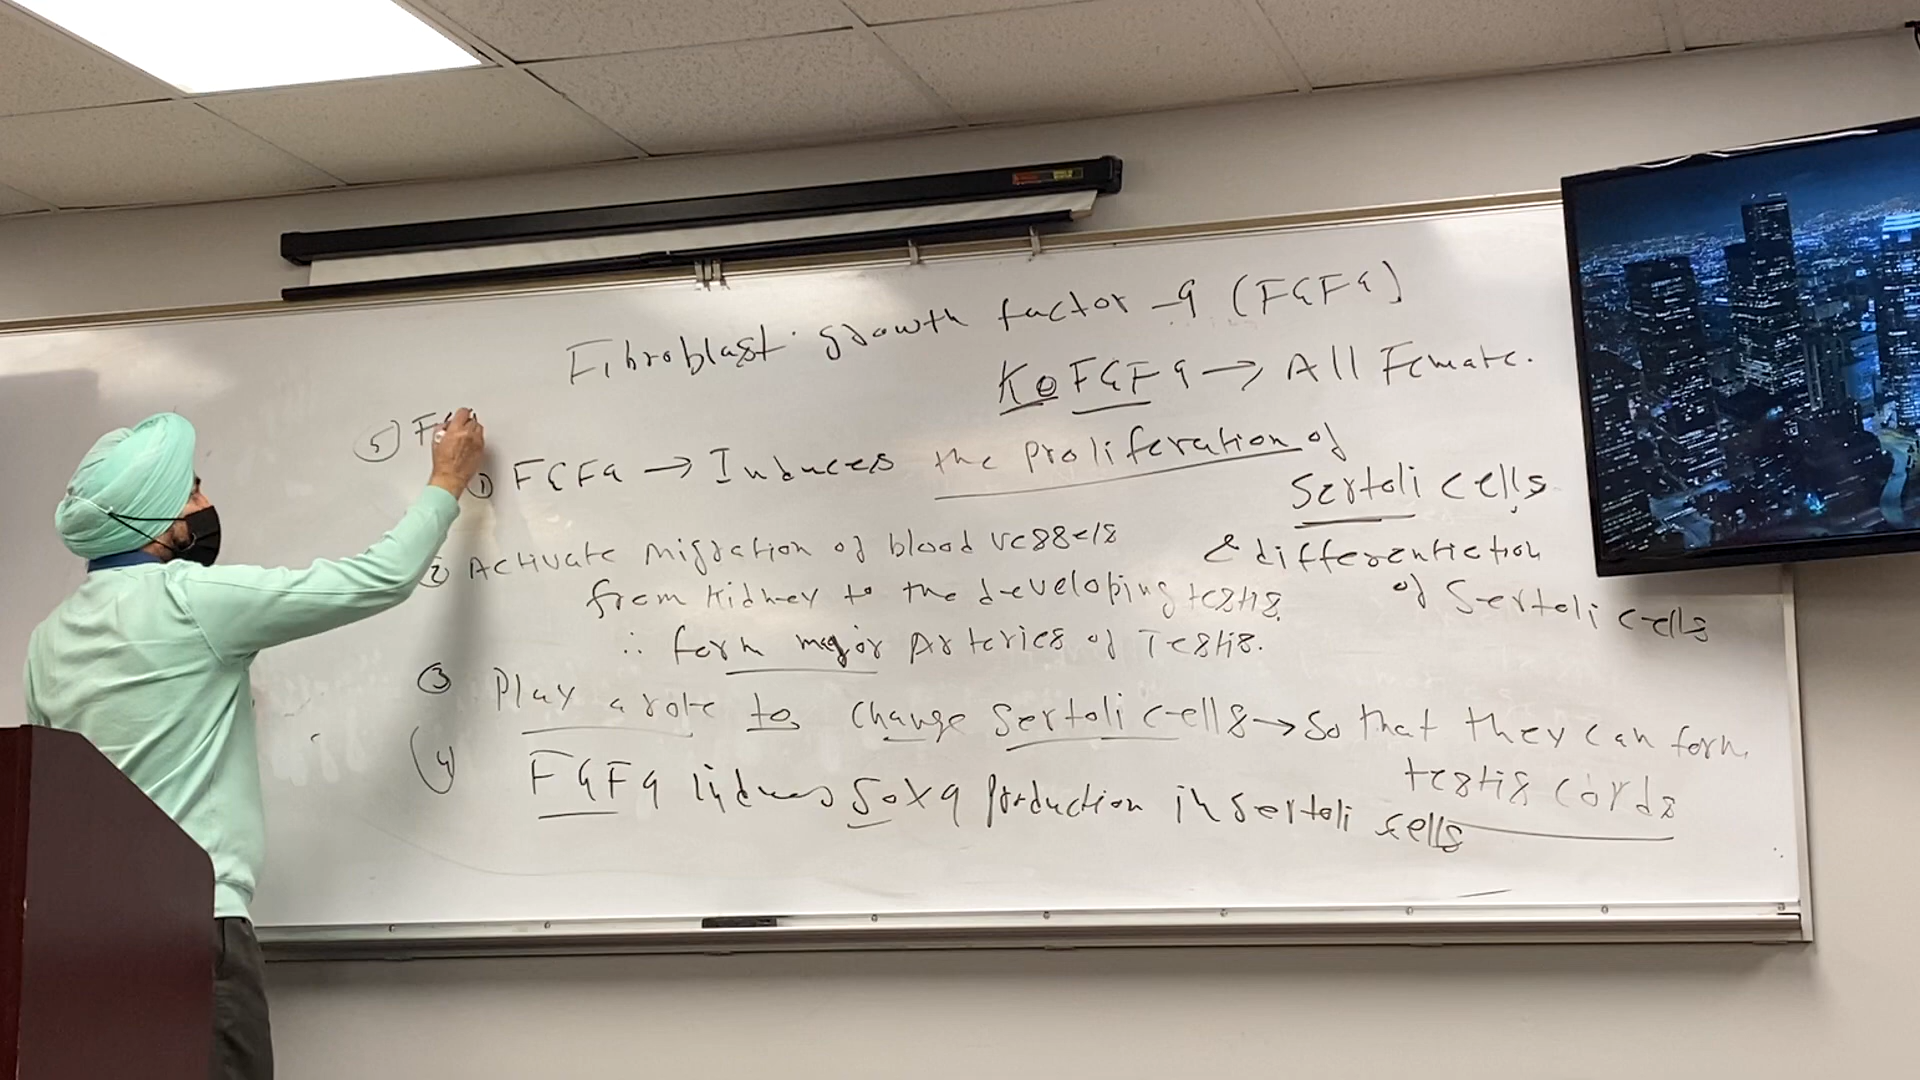 Fibroblast growth factor -9 (FGF9)
KO FGF9 → All Female.
5) FG
① FGF9 → Induces the proliferation of
Sertoli cells
& differentiation
of Sertoli cells
② Activate migration of blood vessels
from kidney to the developing testis.
∴ form major Arteries of Testis.
③ Play a role to change Sertoli cells → So that they can form
testis cords
(4) FGF9 induces Sox9 production in Sertoli cells